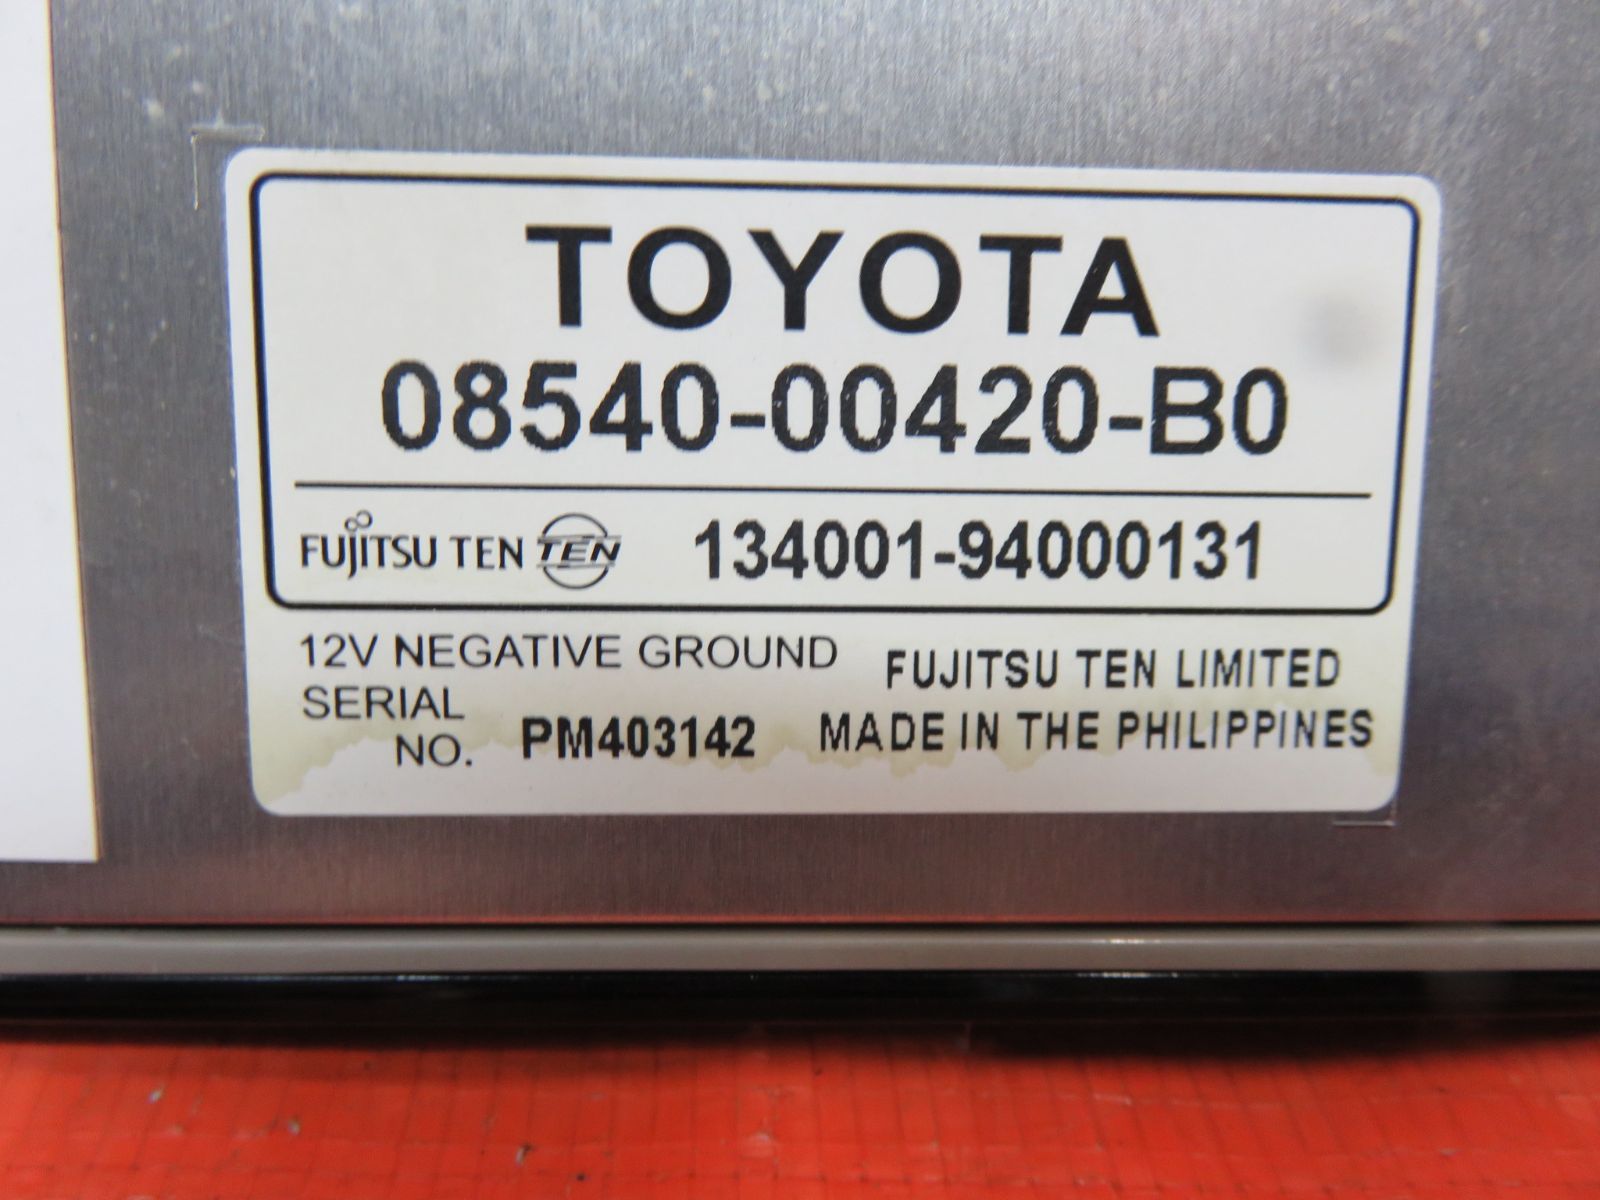 TOYOTA
08540-00420-B0
FUJITSU TEN TEN 134001-94000131
12V NEGATIVE GROUND FUJITSU TEN LIMITED
SERIAL
NO. PM403142 MADE IN THE PHILIPPINES